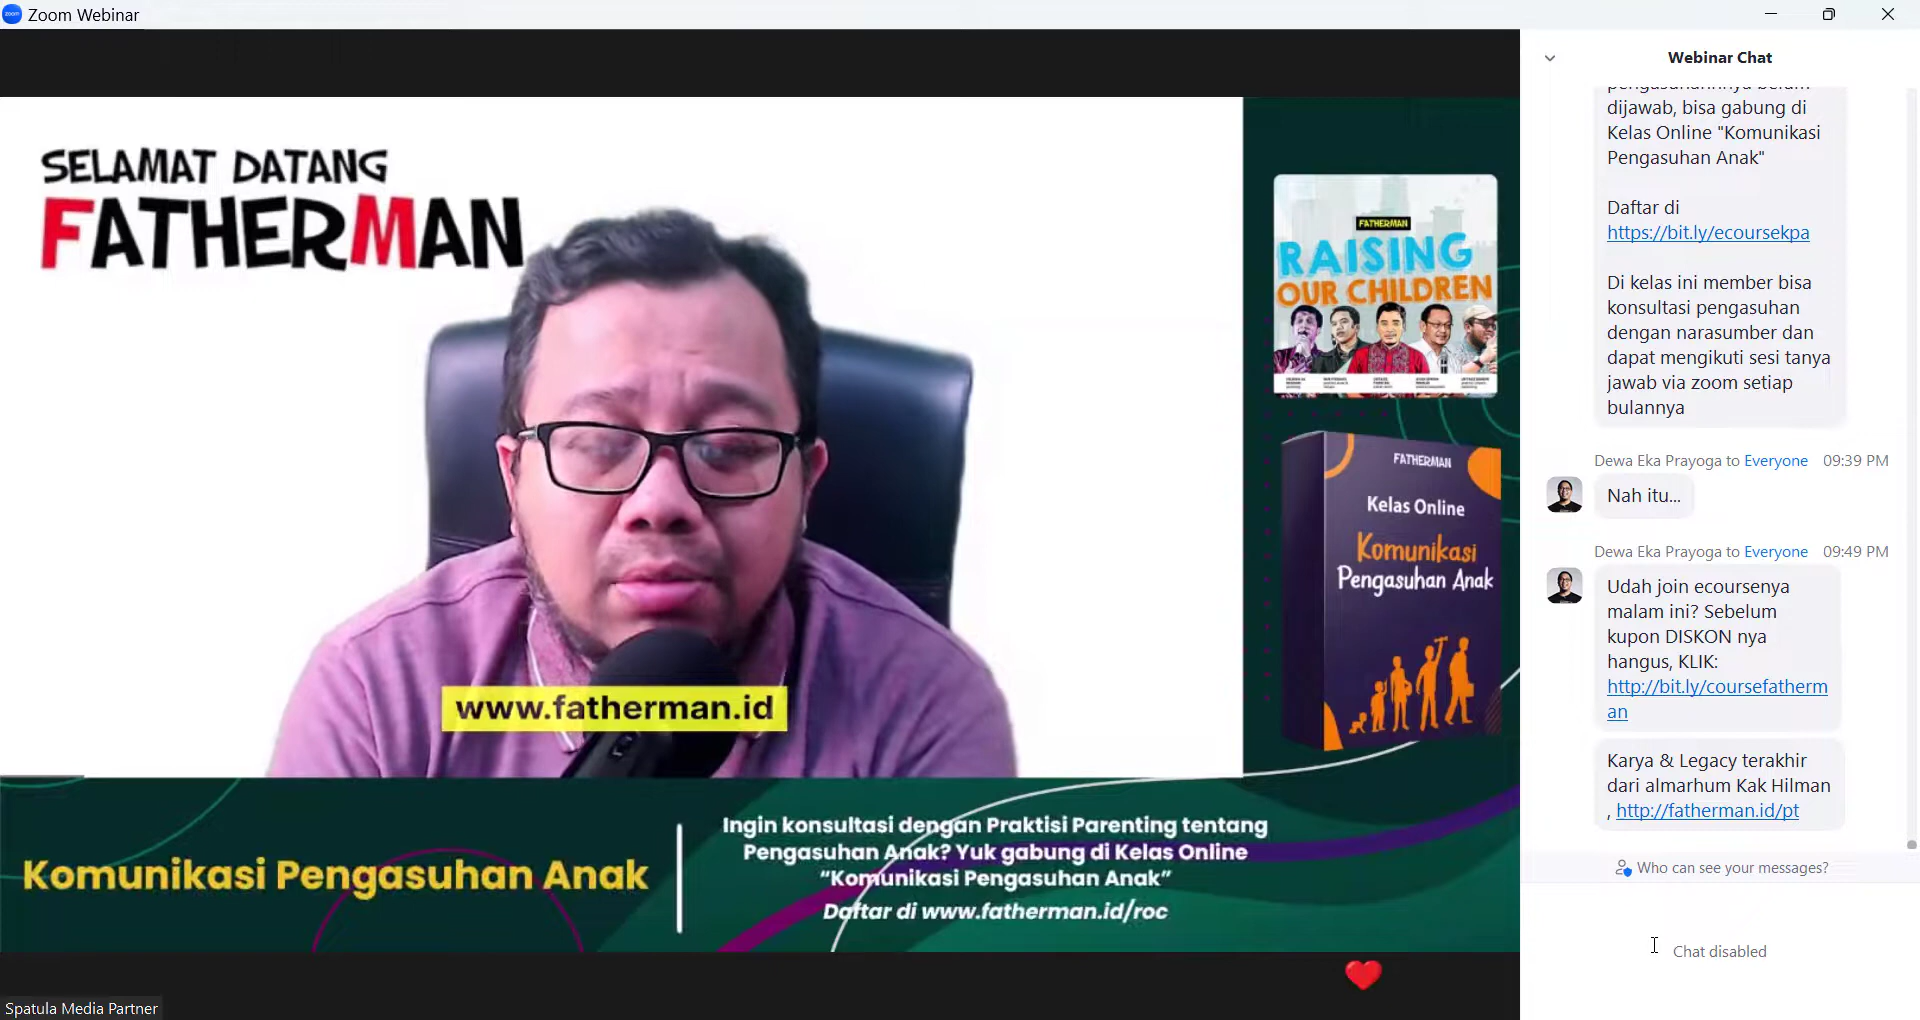 Zoom Webinar
SELAMAT DATANG
FATHERMAN
www.fatherman.id
FATHERMAN
RAISING
OUR CHILDREN
FATHERMAN
Kelas Online
Komunikasi
Pengasuhan Anak
Komunikasi Pengasuhan Anak
Ingin konsultasi dengan Praktisi Parenting tentang
Pengasuhan Anak? Yuk gabung di Kelas Online
“Komunikasi Pengasuhan Anak”
Daftar di www.fatherman.id/roc
Spatula Media Partner
Webinar Chat
dijawab, bisa gabung di
Kelas Online "Komunikasi
Pengasuhan Anak"
Daftar di
https://bit.ly/ecoursekpa
Di kelas ini member bisa
konsultasi pengasuhan
dengan narasumber dan
dapat mengikuti sesi tanya
jawab via zoom setiap
bulannya
Dewa Eka Prayoga to Everyone 09:39 PM
Nah itu...
Dewa Eka Prayoga to Everyone 09:49 PM
Udah join ecoursenya
malam ini? Sebelum
kupon DISKON nya
hangus, KLIK:
http://bit.ly/coursefatherm
an
Karya & Legacy terakhir
dari almarhum Kak Hilman
, http://fatherman.id/pt
Who can see your messages?
Chat disabled